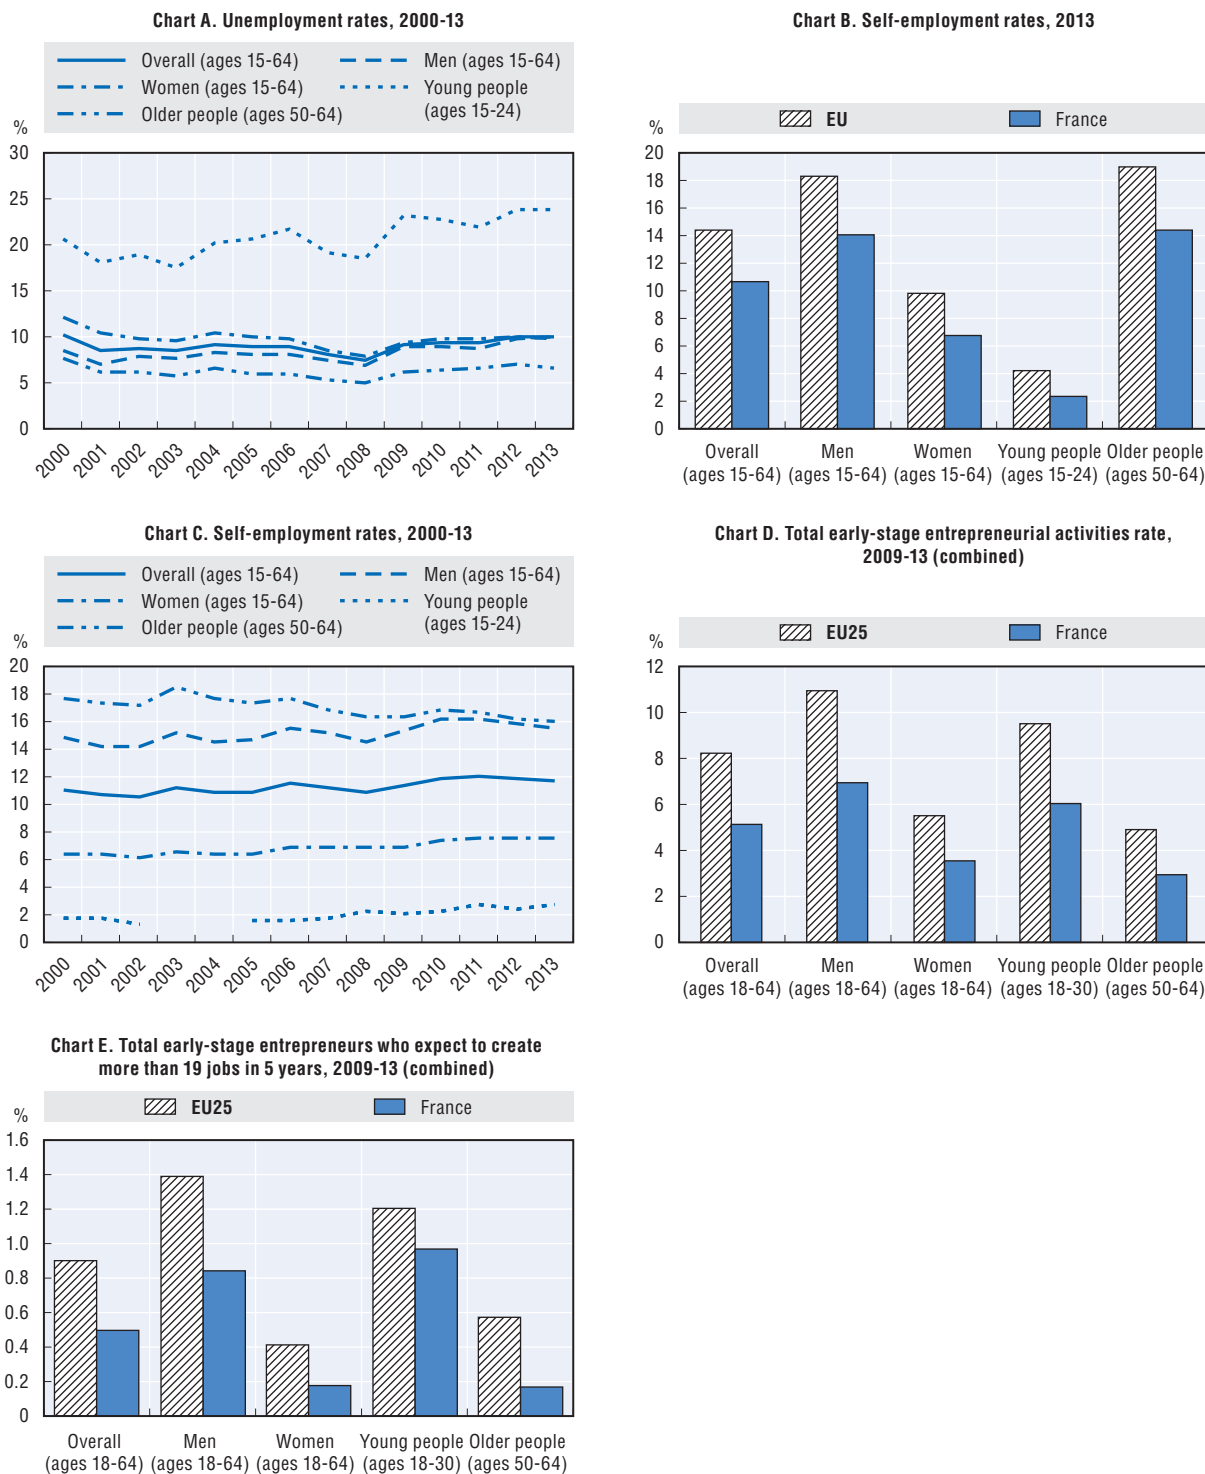 Chart A. Unemployment rates, 2000-13
Overall (ages 15-64)
Men (ages 15-64)
Women (ages 15-64)
Young people
(ages 15-24)
Older people (ages 50-64)
%
30
25
20
15
10
5
0
2000
2001
2002
2003
2004
2005
2006
2007
2008
2009
2010
2011
2012
2013
Chart B. Self-employment rates, 2013
EU
France
%
20
18
16
14
12
10
8
6
4
2
0
Overall
(ages 15-64)
Men
(ages 15-64)
Women
(ages 15-64)
Young people
(ages 15-24)
Older people
(ages 50-64)
Chart C. Self-employment rates, 2000-13
Overall (ages 15-64)
Men (ages 15-64)
Women (ages 15-64)
Young people
(ages 15-24)
Older people (ages 50-64)
%
20
18
16
14
12
10
8
6
4
2
0
2000
2001
2002
2003
2004
2005
2006
2007
2008
2009
2010
2011
2012
2013
Chart D. Total early-stage entrepreneurial activities rate,
2009-13 (combined)
EU25
France
%
12
10
8
6
4
2
0
Overall
(ages 18-64)
Men
(ages 18-64)
Women
(ages 18-64)
Young people
(ages 18-30)
Older people
(ages 50-64)
Chart E. Total early-stage entrepreneurs who expect to create
more than 19 jobs in 5 years, 2009-13 (combined)
EU25
France
%
1.6
1.4
1.2
1.0
0.8
0.6
0.4
0.2
0
Overall
(ages 18-64)
Men
(ages 18-64)
Women
(ages 18-64)
Young people
(ages 18-30)
Older people
(ages 50-64)